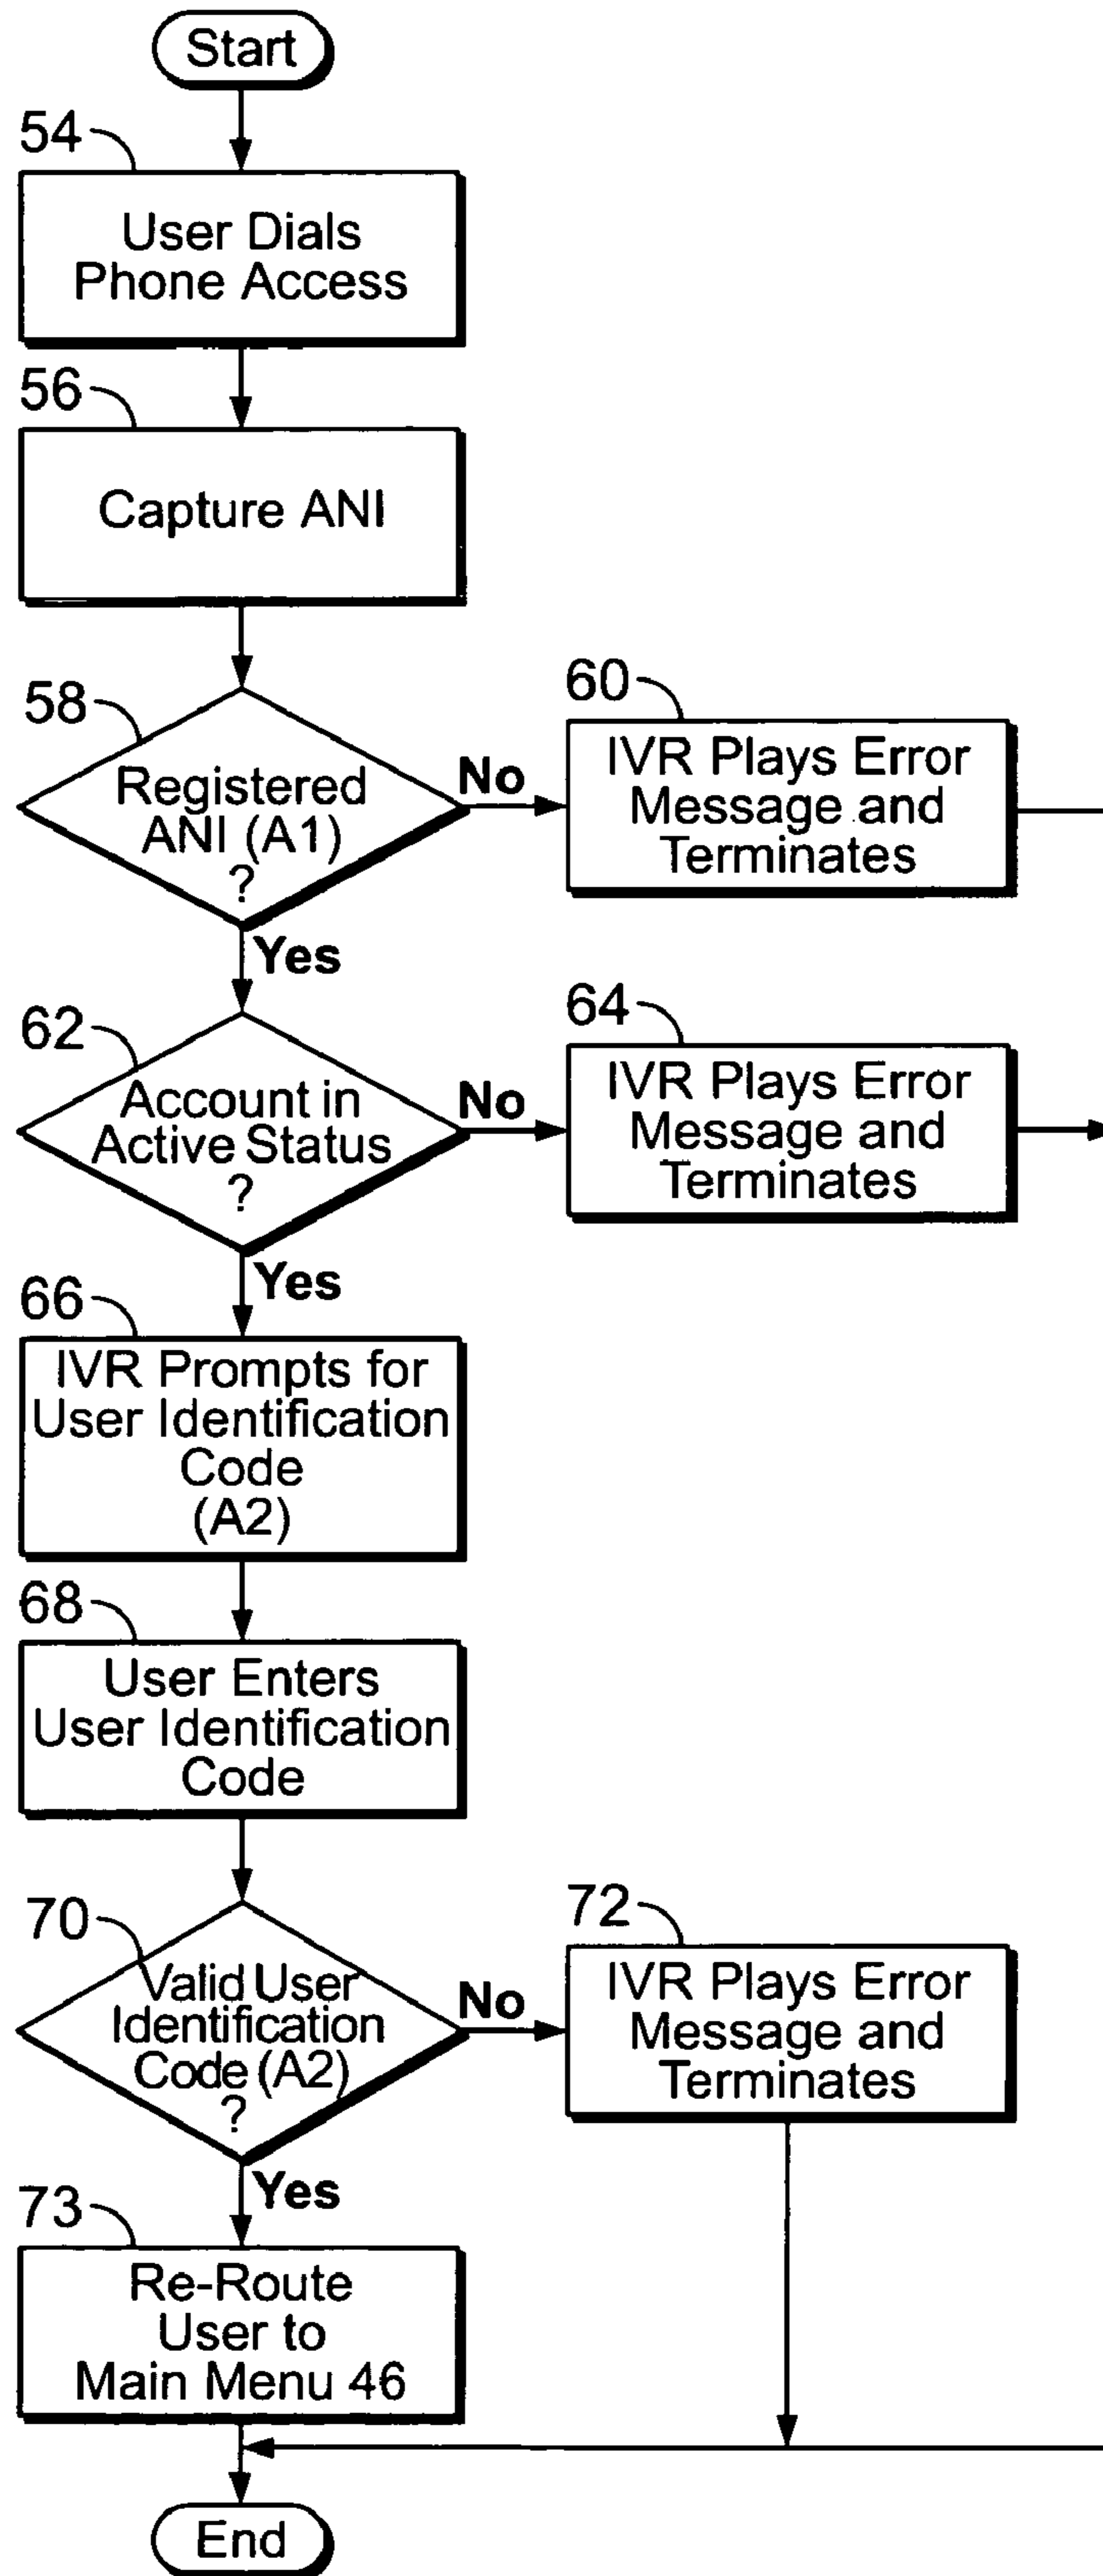 Start
54
User Dials
Phone Access
56
Capture ANI
58
Registered
ANI (A1)
?
No
60
IVR Plays Error
Message and
Terminates
Yes
62
Account in
Active Status
?
No
64
IVR Plays Error
Message and
Terminates
Yes
66
IVR Prompts for
User Identification
Code
(A2)
68
User Enters
User Identification
Code
70
Valid User
Identification
Code (A2)
?
No
72
IVR Plays Error
Message and
Terminates
Yes
73
Re-Route
User to
Main Menu 46
End